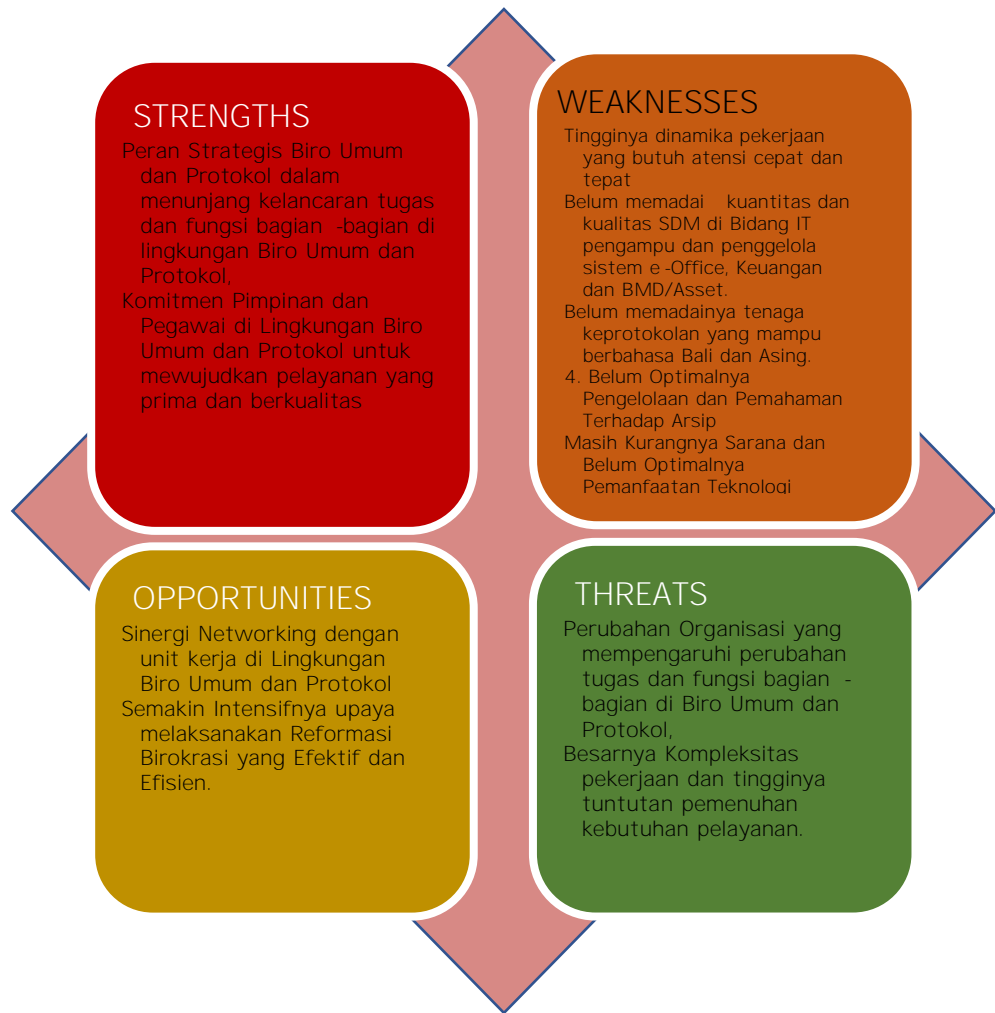 STRENGTHS
Peran Strategis Biro Umum
dan Protokol dalam
menunjang kelancaran tugas
dan fungsi bagian -bagian di
lingkungan Biro Umum dan
Protokol,
Komitmen Pimpinan dan
Pegawai di Lingkungan Biro
Umum dan Protokol untuk
mewujudkan pelayanan yang
prima dan berkualitas
WEAKNESSES
Tingginya dinamika pekerjaan
yang butuh atensi cepat dan
tepat
Belum memadai kuantitas dan
kualitas SDM di Bidang IT
pengampu dan penggelola
sistem e-Office, Keuangan
dan BMD/Asset.
Belum memadainya tenaga
keprotokolan yang mampu
berbahasa Bali dan Asing.
4. Belum Optimalnya
Pengelolaan dan Pemahaman
Terhadap Arsip
Masih Kurangnya Sarana dan
Belum Optimalnya
Pemanfaatan Teknologi
OPPORTUNITIES
Sinergi Networking dengan
unit kerja di Lingkungan
Biro Umum dan Protokol
Semakin Intensifnya upaya
melaksanakan Reformasi
Birokrasi yang Efektif dan
Efisien.
THREATS
Perubahan Organisasi yang
mempengaruhi perubahan
tugas dan fungsi bagian -
bagian di Biro Umum dan
Protokol,
Besarnya Kompleksitas
pekerjaan dan tingginya
tuntutan pemenuhan
kebutuhan pelayanan.